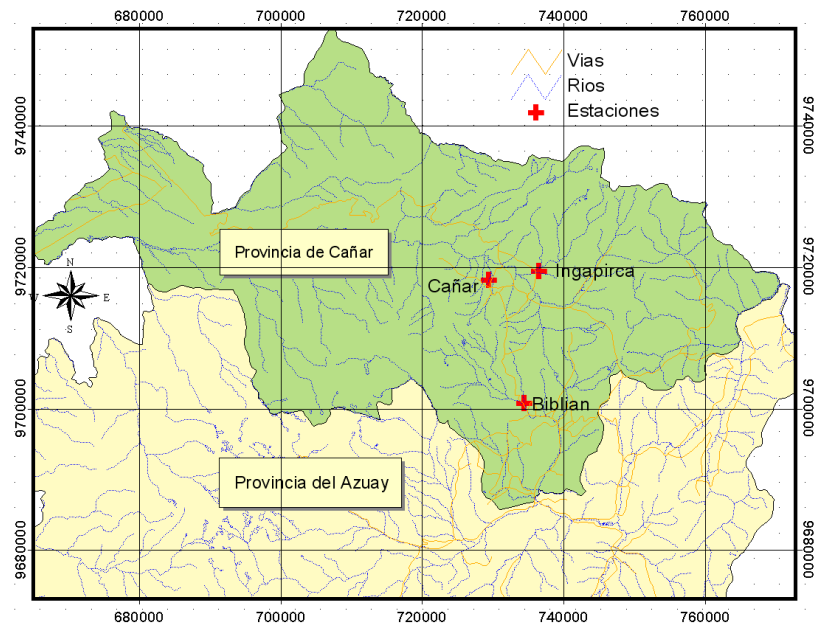 680000 700000 720000 740000 760000
Vias
Rios
Estaciones
9740000 9740000
Provincia de Cañar
9720000 9720000
N
W E
S
Cañar
Ingapirca
9700000 9700000
Biblian
Provincia del Azuay
9680000 9680000
680000 700000 720000 740000 760000